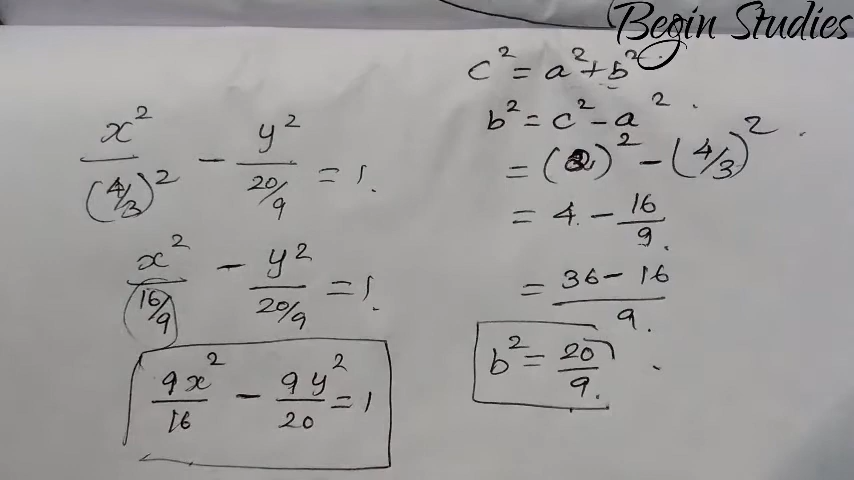 Begin Studies
c² = a² + b²
b² = c² - a².
= (2)² - (4/3)².
= 4 - 16/9.
= 36 - 16/9.
b² = 20/9.
x²/(4/3)² - y²/20/9 = 1.
x²/(16/9) - y²/20/9 = 1.
9x²/16 - 9y²/20 = 1